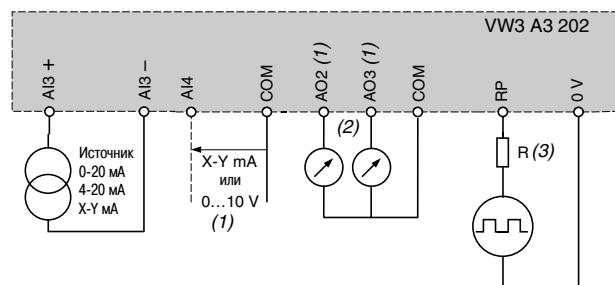 VW3 A3 202
AI3 +
AI3 –
AI4
COM
AO2 (1)
AO3 (1)
COM
RP
0 V
Источник
0-20 мА
4-20 мА
X-Y мА
X-Y mA
или
0...10 V
(1)
(2)
R (3)